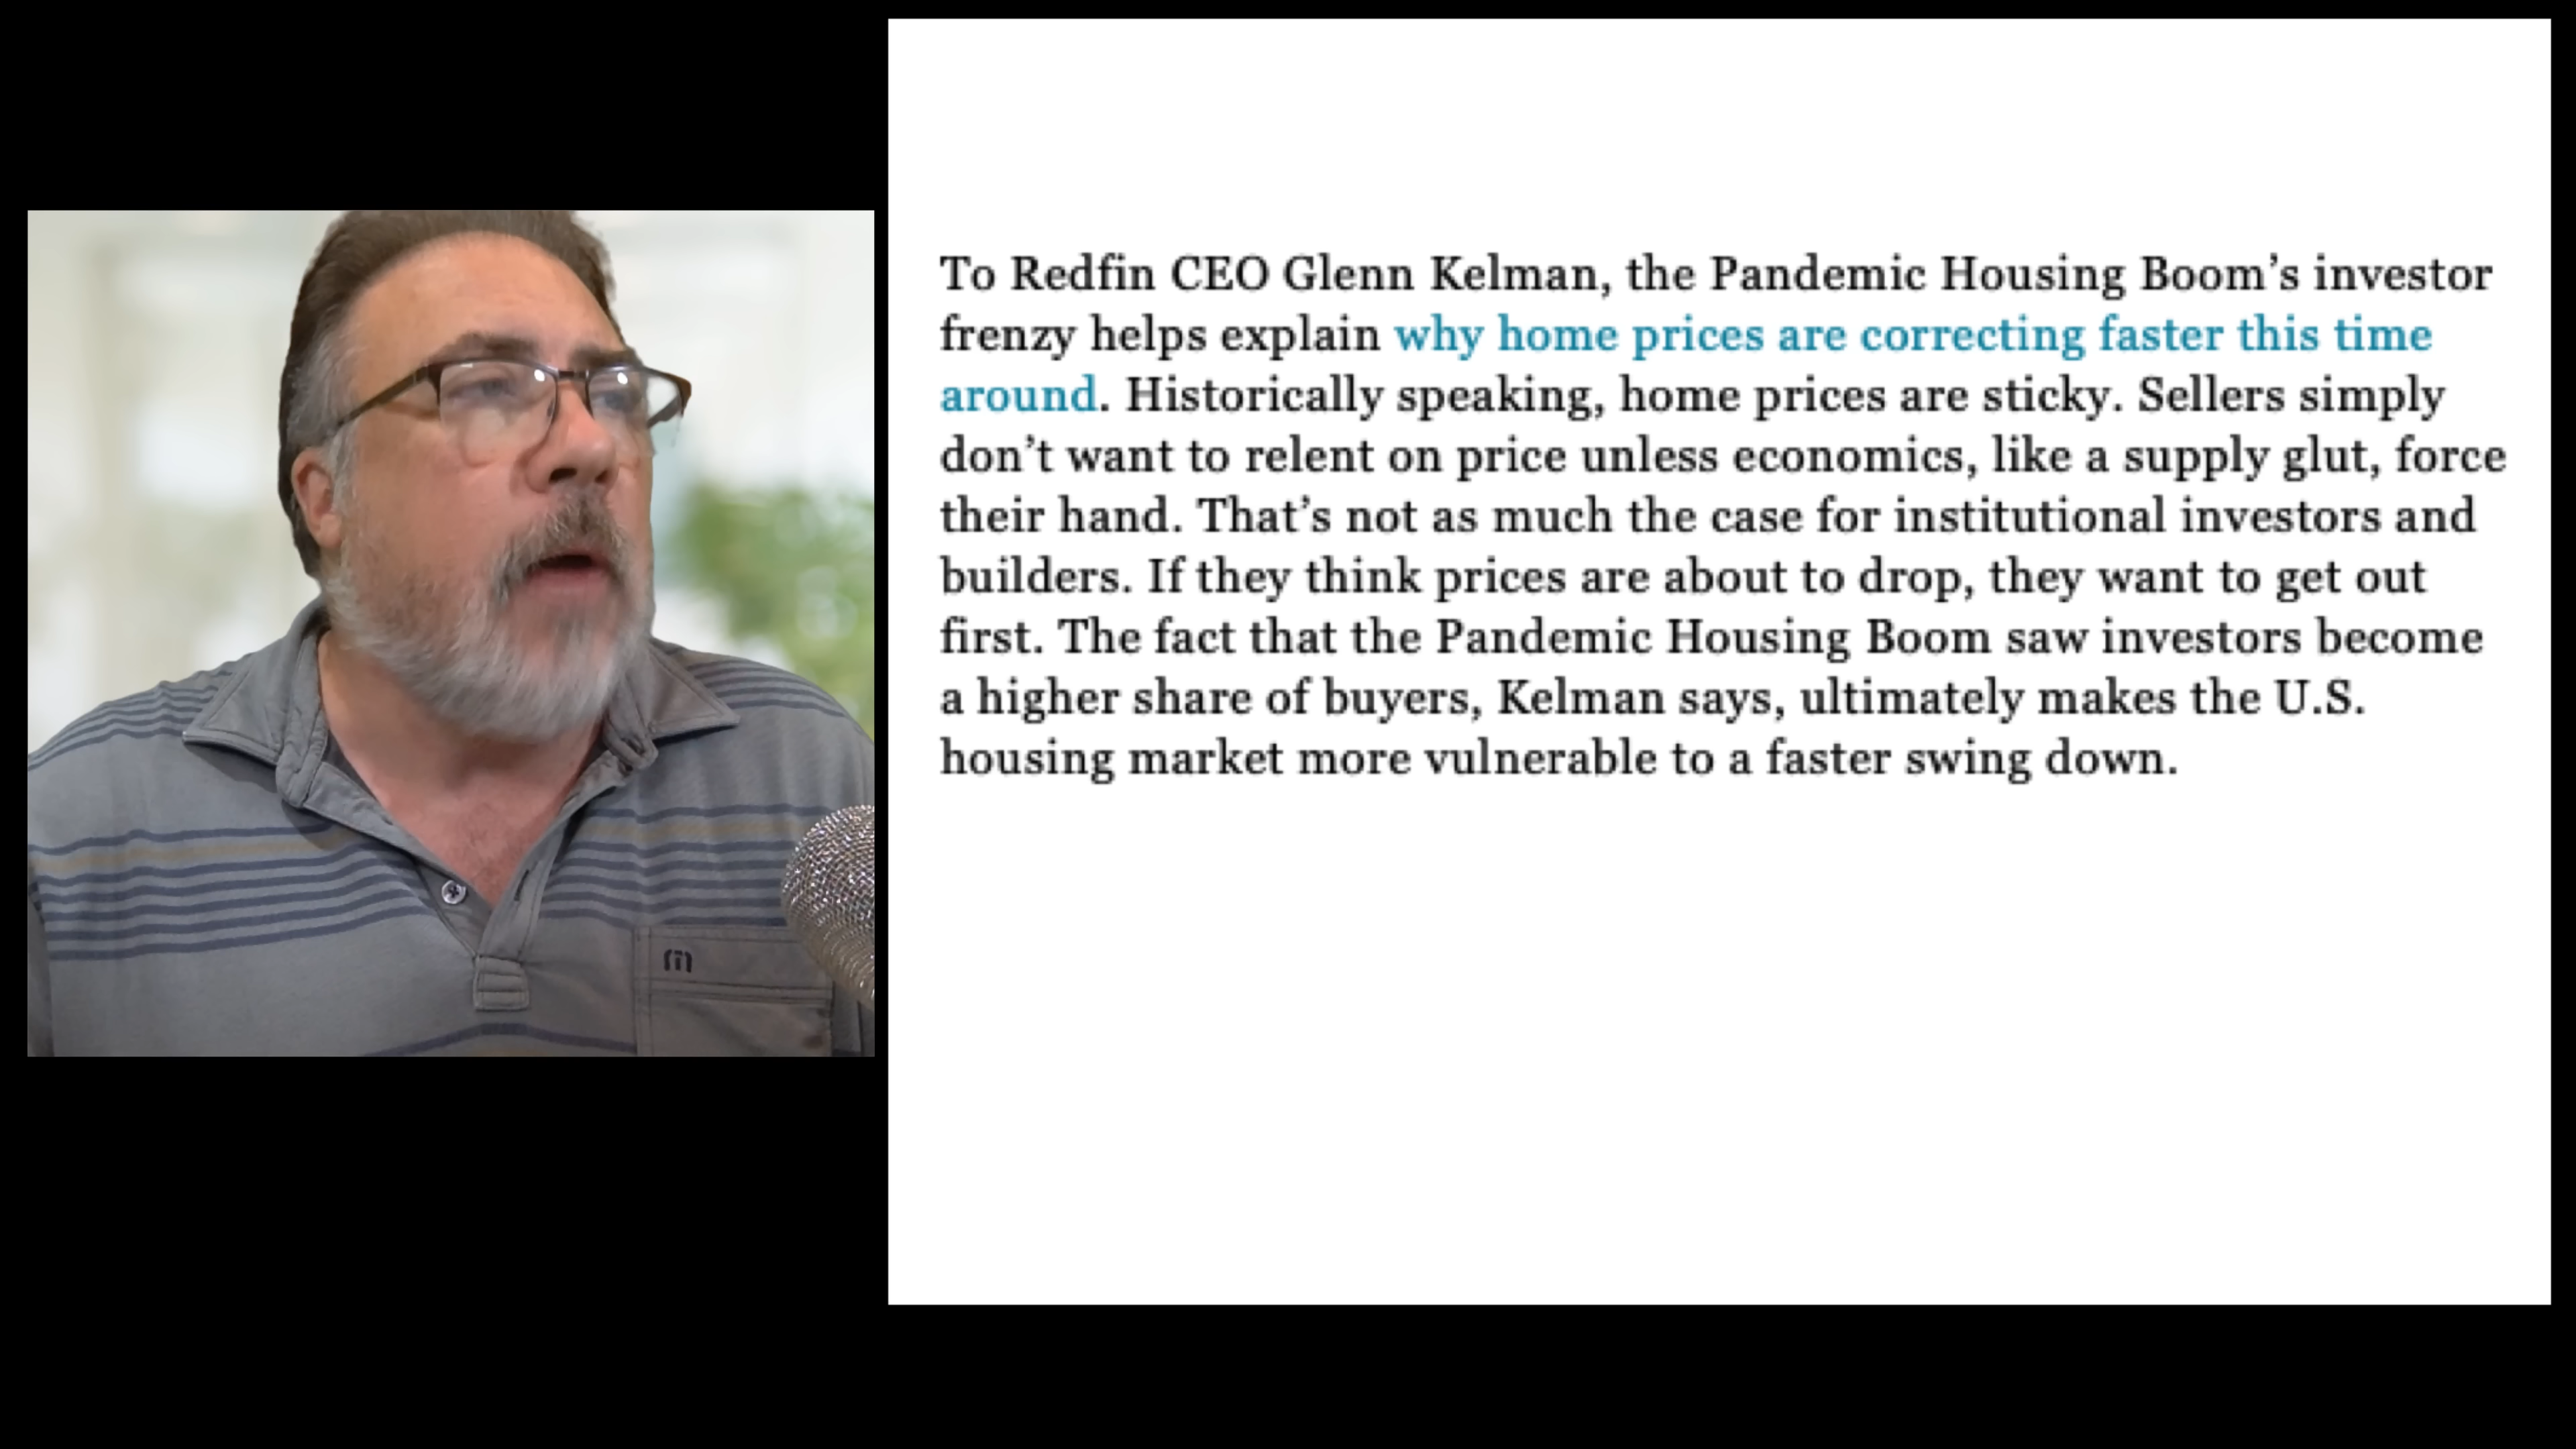 To Redfin CEO Glenn Kelman, the Pandemic Housing Boom’s investor
frenzy helps explain why home prices are correcting faster this time
around. Historically speaking, home prices are sticky. Sellers simply
don’t want to relent on price unless economics, like a supply glut, force
their hand. That’s not as much the case for institutional investors and
builders. If they think prices are about to drop, they want to get out
first. The fact that the Pandemic Housing Boom saw investors become
a higher share of buyers, Kelman says, ultimately makes the U.S.
housing market more vulnerable to a faster swing down.